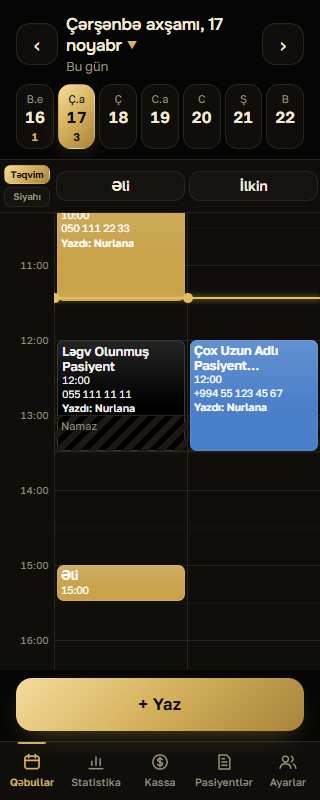 Çərşənbə axşamı, 17
noyabr ▼
Bu gün
‹
›
B.e
16
1
Ç.a
17
3
Ç
18
C.a
19
C
20
Ş
21
B
22
Təqvim
Siyahı
Əli
İlkin
10:00
050 111 22 33
Yazdı: Nurlana
11:00
12:00
Ləğv Olunmuş
Pasiyent
12:00
055 111 11 11
Yazdı: Nurlana
Çox Uzun Adlı
Pasiyent...
12:00
+994 55 123 45 67
Yazdı: Nurlana
13:00
Namaz
14:00
15:00
Əli
15:00
16:00
+ Yaz
Qəbullar
Statistika
Kassa
Pasiyentlər
Ayarlar